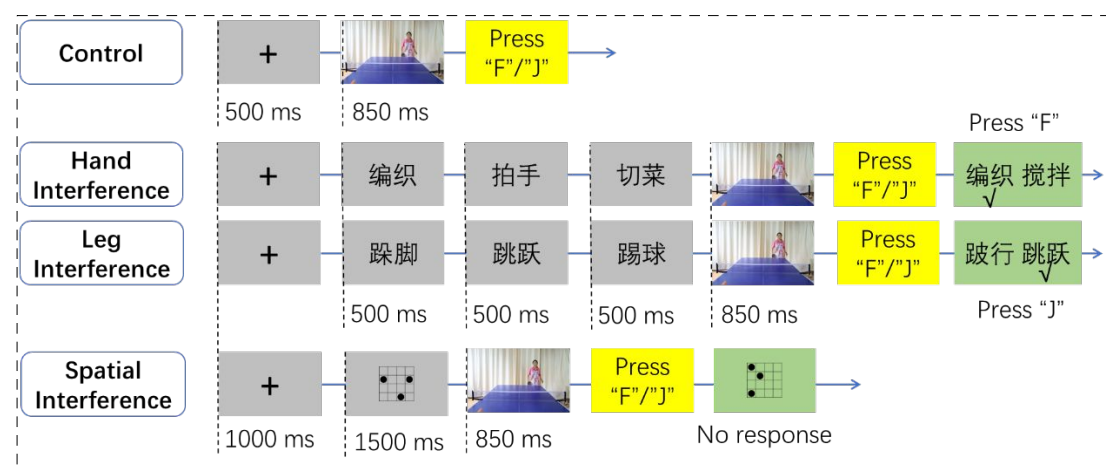 Control
+
Press
“F”/”J”
500 ms
850 ms
Press “F”
Hand
Interference
+
编织
拍手
切菜
Press
“F”/”J”
编织 搅拌
√
Leg
Interference
+
跺脚
跳跃
踢球
Press
“F”/”J”
跛行 跳跃
√
500 ms
500 ms
500 ms
850 ms
Press “J”
Spatial
Interference
+
Press
“F”/”J”
1000 ms
1500 ms
850 ms
No response